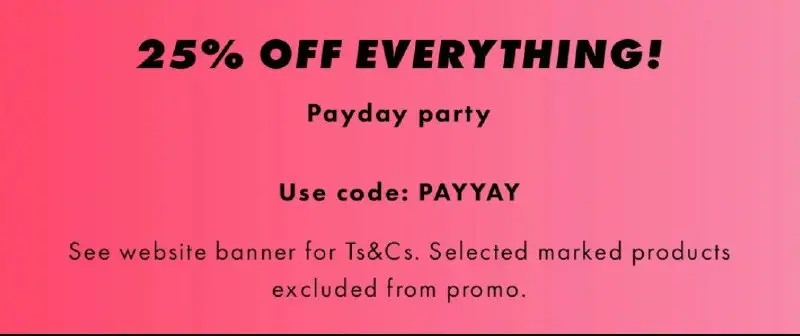 25% OFF EVERYTHING!
Payday party
Use code: PAYYAY
See website banner for Ts&Cs. Selected marked products
excluded from promo.